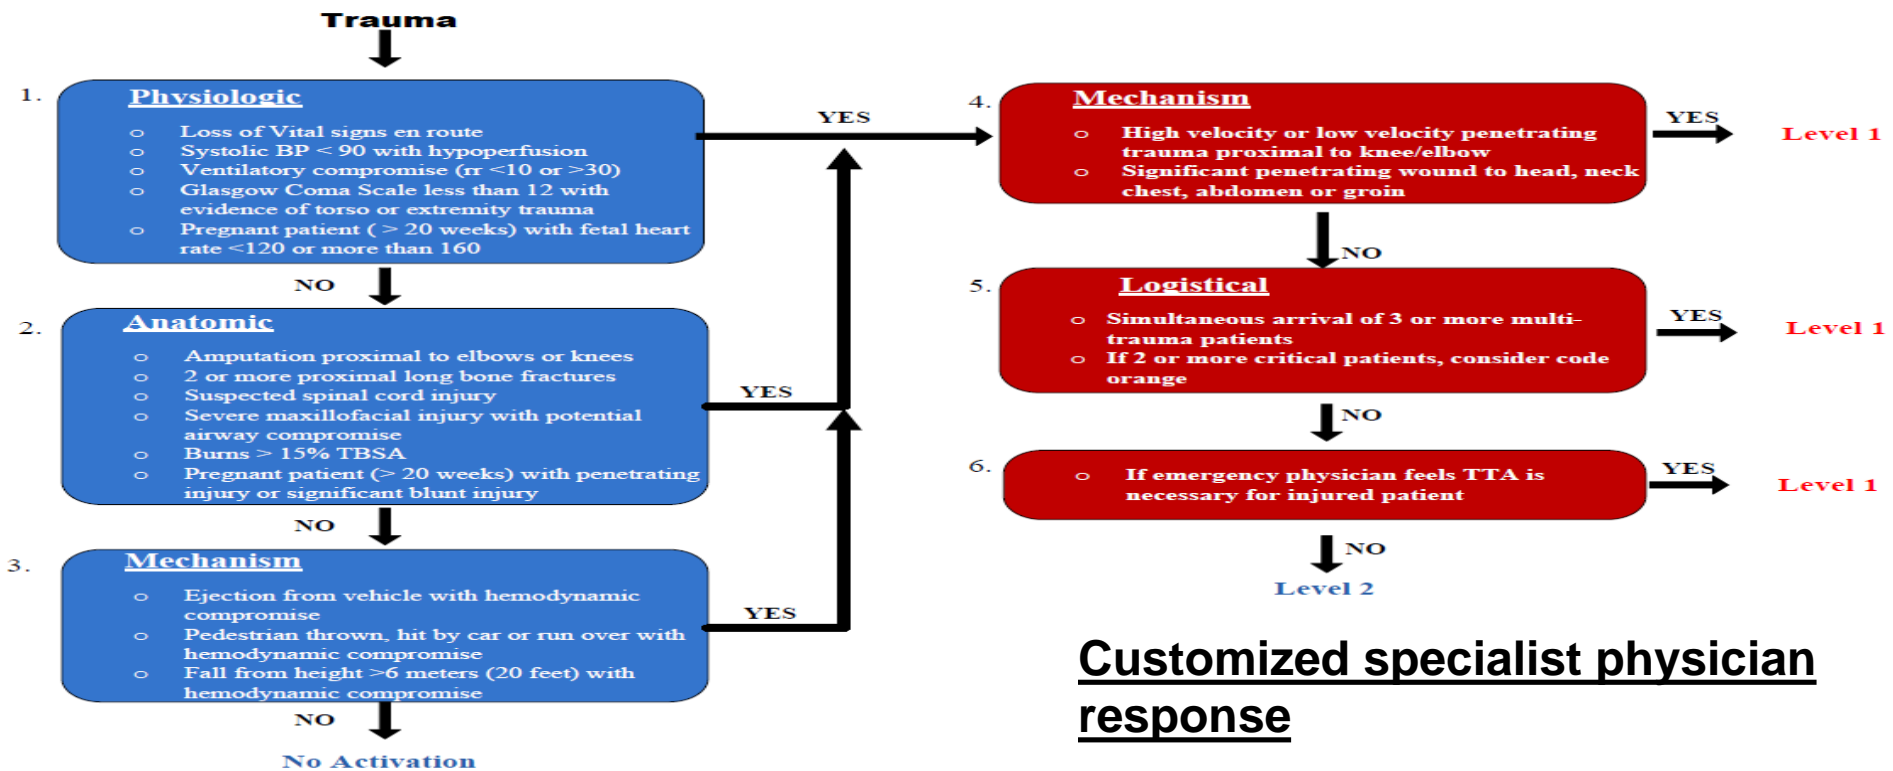 Trauma
1.
Physiologic
o Loss of Vital signs en route
o Systolic BP < 90 with hypoperfusion
o Ventilatory compromise (rr <10 or >30)
o Glasgow Coma Scale less than 12 with
evidence of torso or extremity trauma
o Pregnant patient ( > 20 weeks) with fetal heart
rate <120 or more than 160
YES
NO
2.
Anatomic
o Amputation proximal to elbows or knees
o 2 or more proximal long bone fractures
o Suspected spinal cord injury
o Severe maxillofacial injury with potential
airway compromise
o Burns > 15% TBSA
o Pregnant patient (> 20 weeks) with penetrating
injury or significant blunt injury
YES
NO
3.
Mechanism
o Ejection from vehicle with hemodynamic
compromise
o Pedestrian thrown, hit by car or run over with
hemodynamic compromise
o Fall from height >6 meters (20 feet) with
hemodynamic compromise
YES
NO
No Activation
4.
Mechanism
o High velocity or low velocity penetrating
trauma proximal to knee/elbow
o Significant penetrating wound to head, neck
chest, abdomen or groin
YES
Level 1
NO
5.
Logistical
o Simultaneous arrival of 3 or more multi-
trauma patients
o If 2 or more critical patients, consider code
orange
YES
Level 1
NO
6.
o If emergency physician feels TTA is
necessary for injured patient
YES
Level 1
NO
Level 2
Customized specialist physician
response